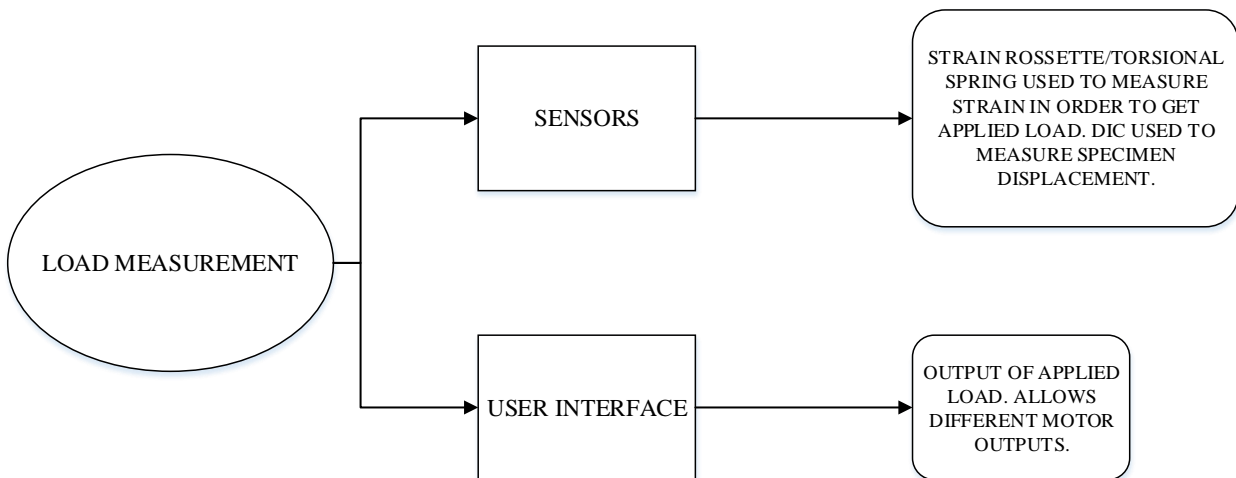 LOAD MEASUREMENT
SENSORS
STRAIN ROSSETTE/TORSIONAL
SPRING USED TO MEASURE
STRAIN IN ORDER TO GET
APPLIED LOAD. DIC USED TO
MEASURE SPECIMEN
DISPLACEMENT.
USER INTERFACE
OUTPUT OF APPLIED
LOAD. ALLOWS
DIFFERENT MOTOR
OUTPUTS.